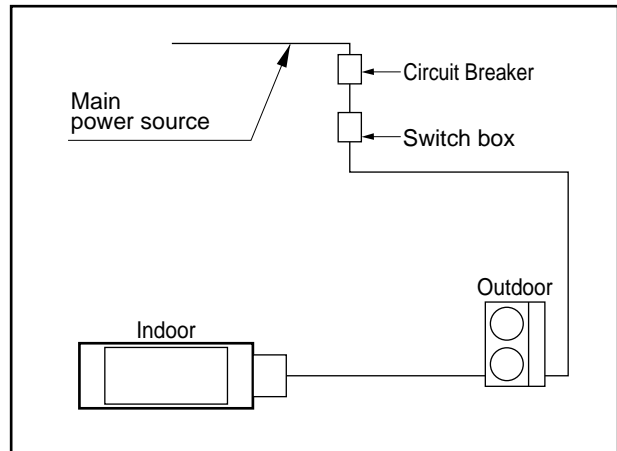 Circuit Breaker
Main
power source
Switch box
Outdoor
Indoor